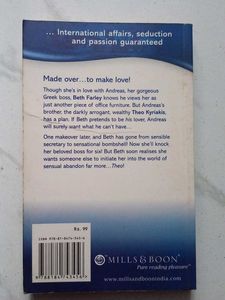 ... International affairs, seduction
and passion guaranteed
Made over...to make love!
Though she's in love with Andreas, her gorgeous
Greek boss, Beth Farley knows he views her as
just another piece of office furniture. But Andreas's
brother, the darkly arrogant, wealthy Theo Kyriakis,
has a plan. If Beth pretends to be his lover, Andreas
will surely want what he can't have...
One makeover later, and Beth has gone from sensible
secretary to sensational bombshell! Now she'll knock
her beloved boss for six! But Beth soon realises she
wants someone else to initiate her into the world of
sensual abandon far more...Theo!
Rs. 99
MILLS & BOON®
Pure reading pleasure™
www.millsandboonindia.com